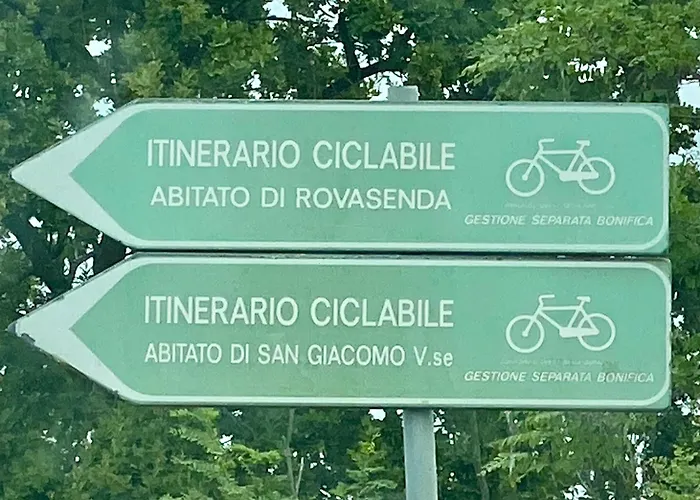 ITINERARIO CICLABILE
ABITATO DI ROVASENDA
GESTIONE SEPARATA BONIFICA
ITINERARIO CICLABILE
ABITATO DI SAN GIACOMO V.se
GESTIONE SEPARATA BONIFICA